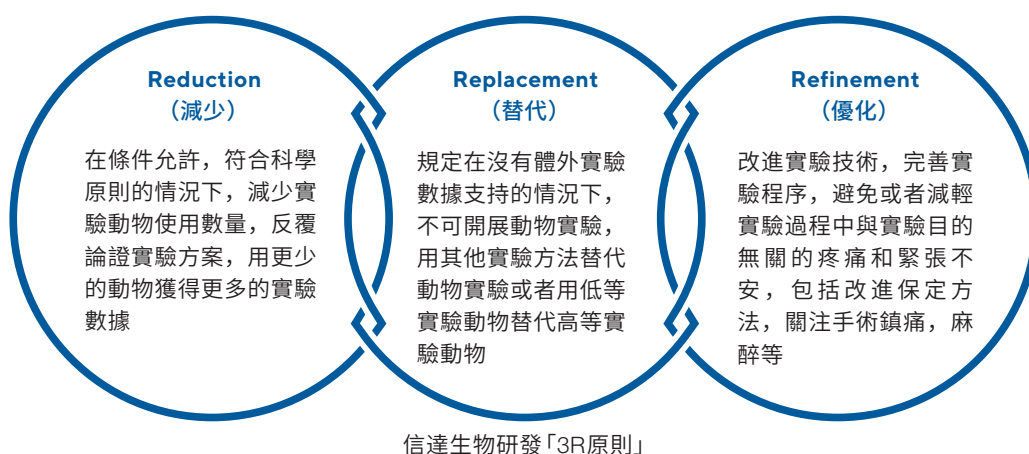 Reduction
（減少）
在條件允許，符合科學
原則的情況下，減少實
驗動物使用數量，反覆
論證實驗方案，用更少
的動物獲得更多的實驗
數據
Replacement
（替代）
規定在沒有體外實驗
數據支持的情況下，
不可開展動物實驗，
用其他實驗方法替代
動物實驗或者用低等
實驗動物替代高等實
驗動物
Refinement
（優化）
改進實驗技術，完善實
驗程序，避免或者減輕
實驗過程中與實驗目的
無關的疼痛和緊張不
安，包括改進保定方
法，關注手術鎮痛，麻
醉等
信達生物研發「3R原則」